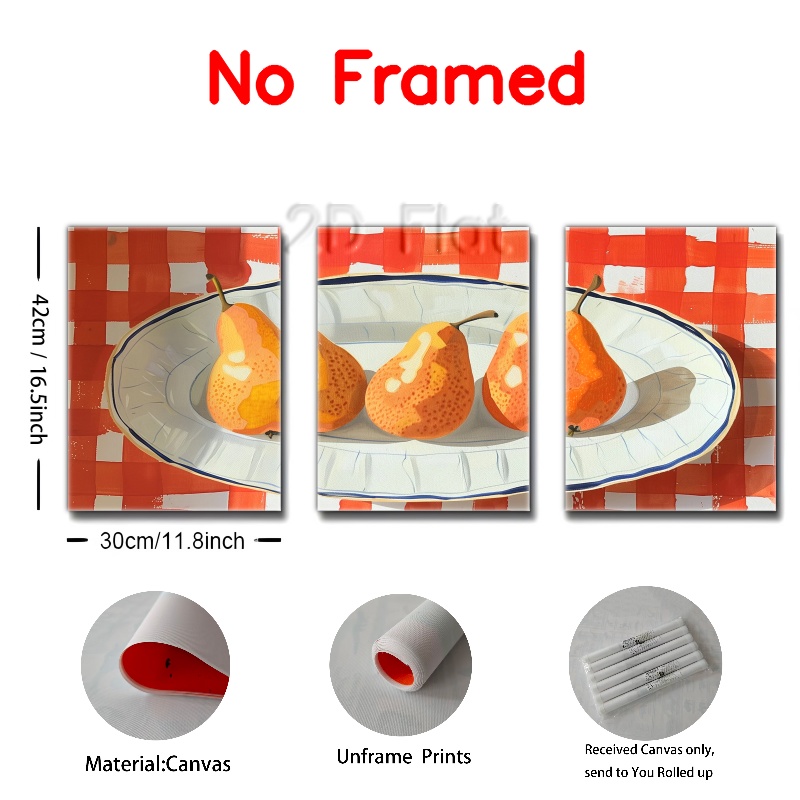 No Framed
2D Flat
42cm / 16.5inch
30cm/11.8inch
Material:Canvas
Unframe Prints
Received Canvas only,
send to You Rolled up